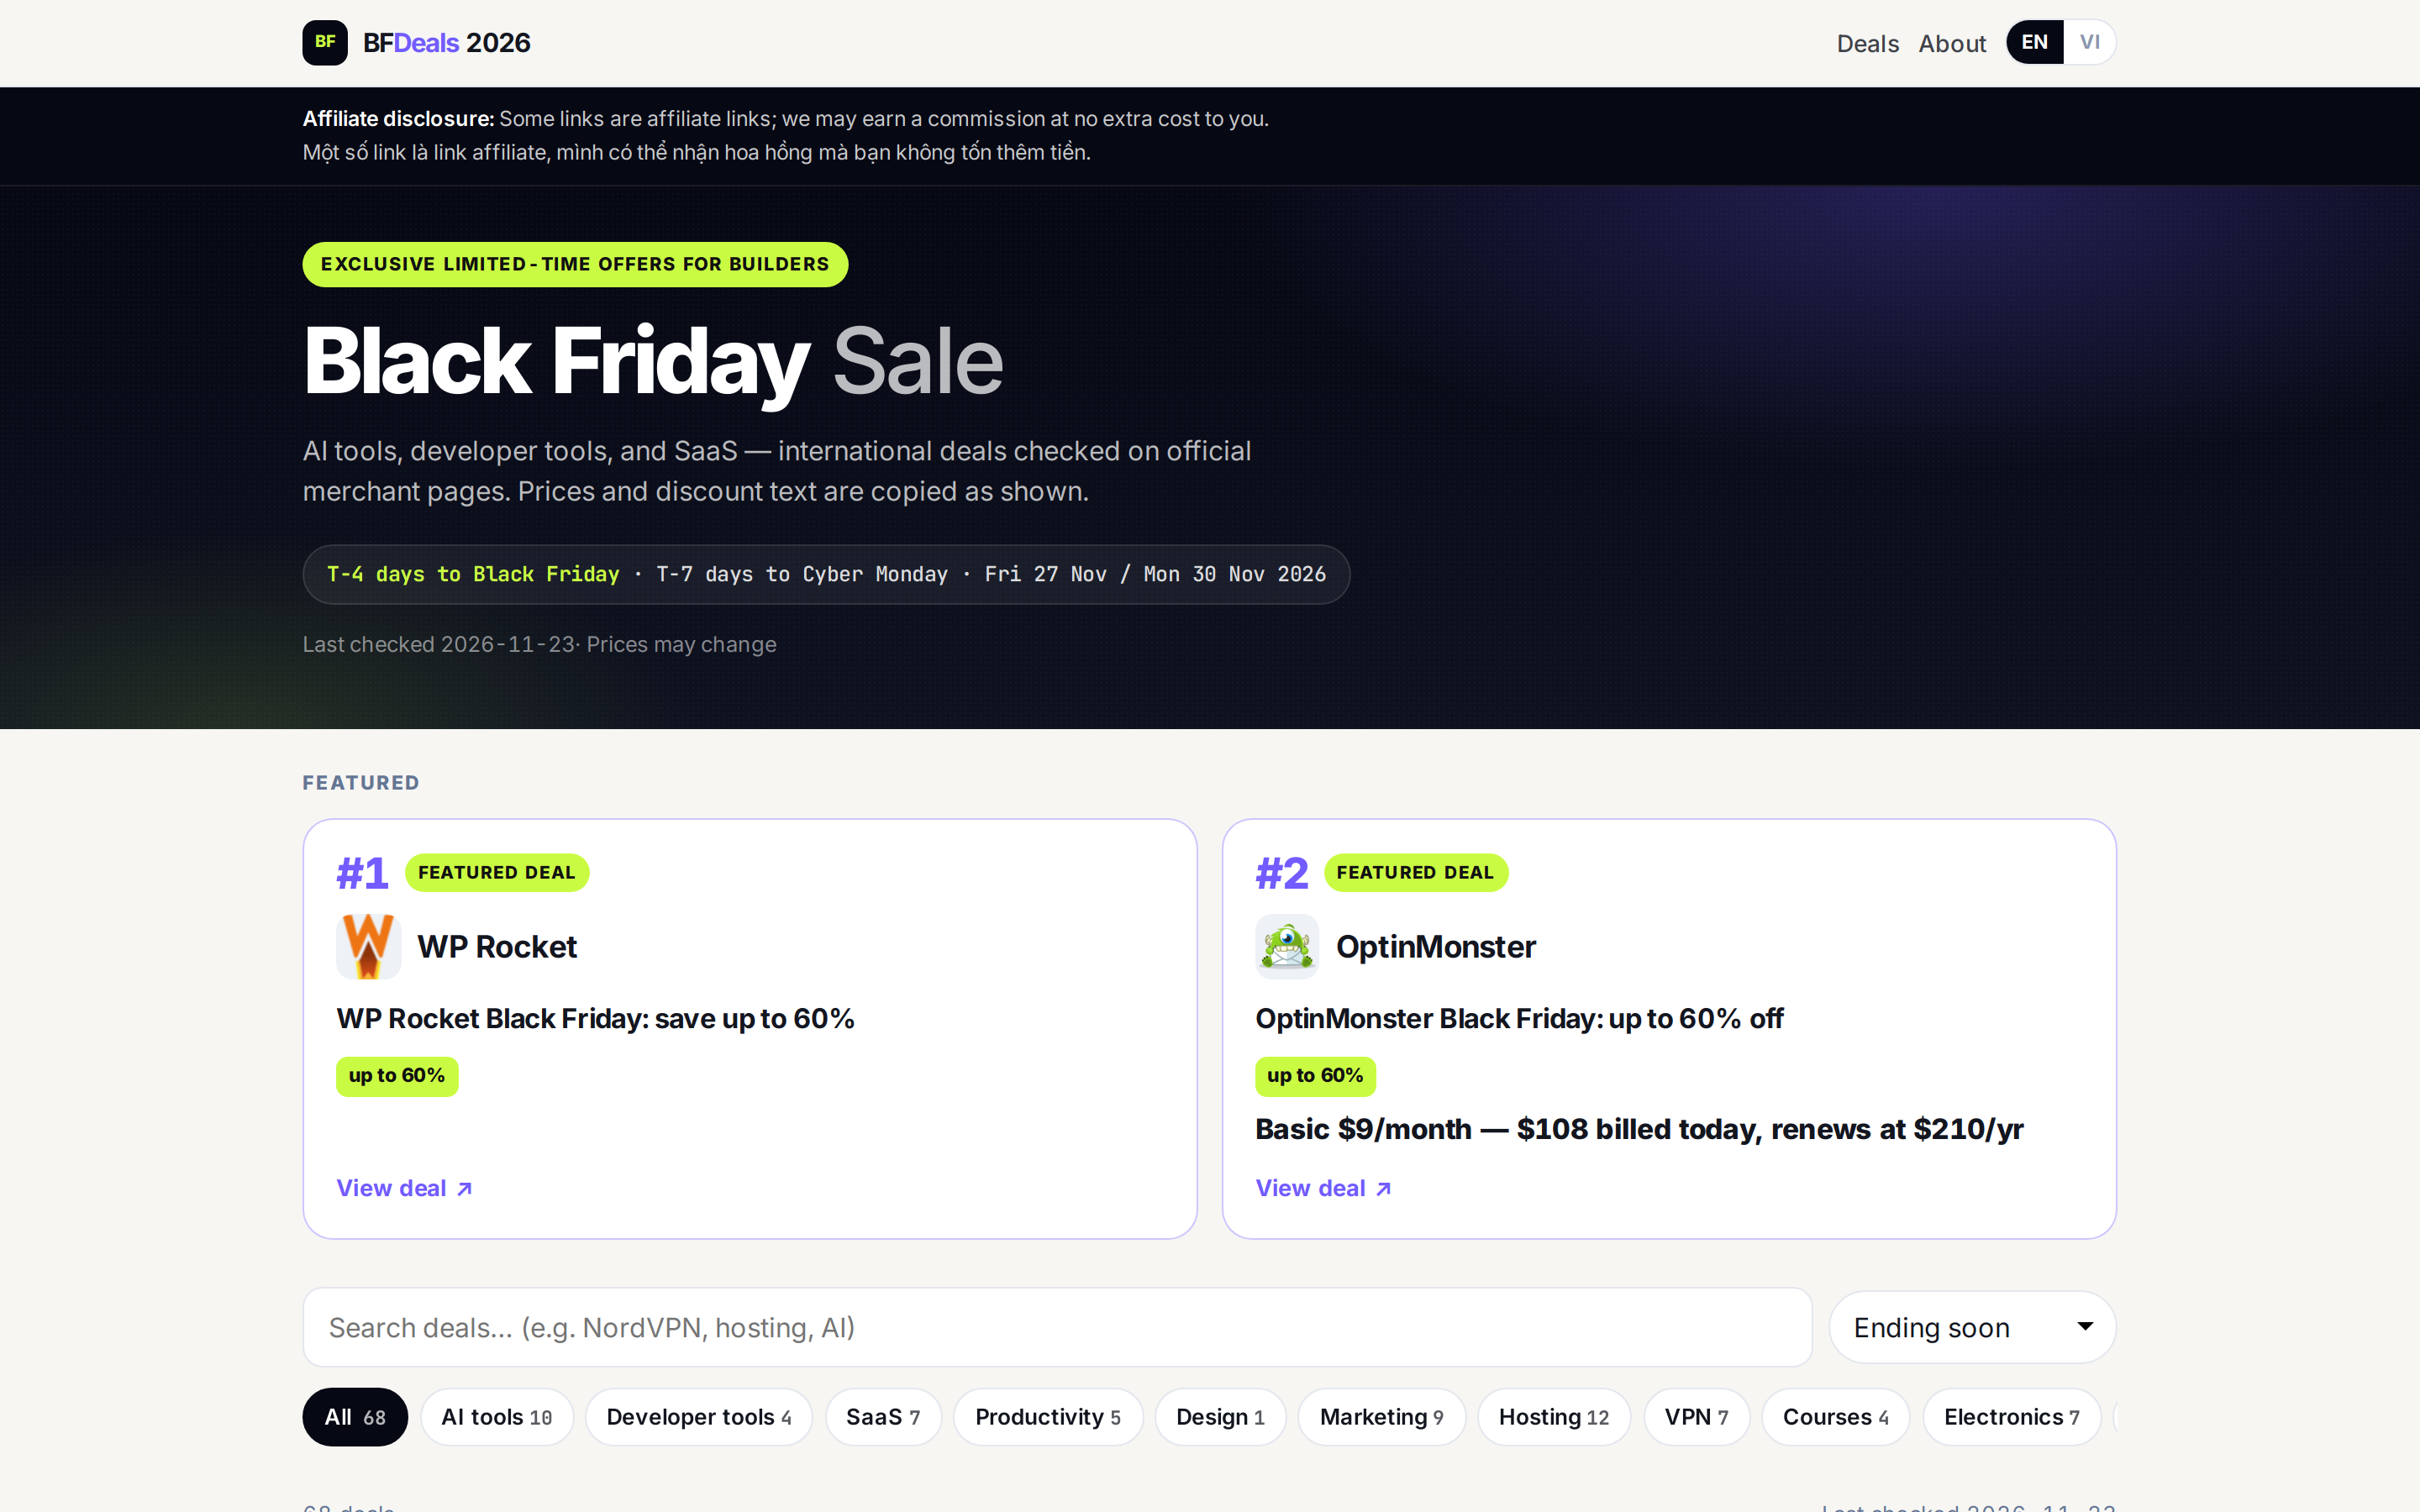 BF BFDeals 2026
Deals About EN VI
Affiliate disclosure: Some links are affiliate links; we may earn a commission at no extra cost to you.
Một số link là link affiliate, mình có thể nhận hoa hồng mà bạn không tốn thêm tiền.
EXCLUSIVE LIMITED-TIME OFFERS FOR BUILDERS
Black Friday Sale
AI tools, developer tools, and SaaS — international deals checked on official
merchant pages. Prices and discount text are copied as shown.
T-4 days to Black Friday · T-7 days to Cyber Monday · Fri 27 Nov / Mon 30 Nov 2026
Last checked 2026-11-23· Prices may change
FEATURED
#1 FEATURED DEAL
WP Rocket
WP Rocket Black Friday: save up to 60%
up to 60%
View deal ↗
#2 FEATURED DEAL
OptinMonster
OptinMonster Black Friday: up to 60% off
up to 60%
Basic $9/month — $108 billed today, renews at $210/yr
View deal ↗
Search deals... (e.g. NordVPN, hosting, AI)
Ending soon
All 68 AI tools 10 Developer tools 4 SaaS 7 Productivity 5 Design 1 Marketing 9 Hosting 12 VPN 7 Courses 4 Electronics 7
68 deals
Last checked 2026-11-23